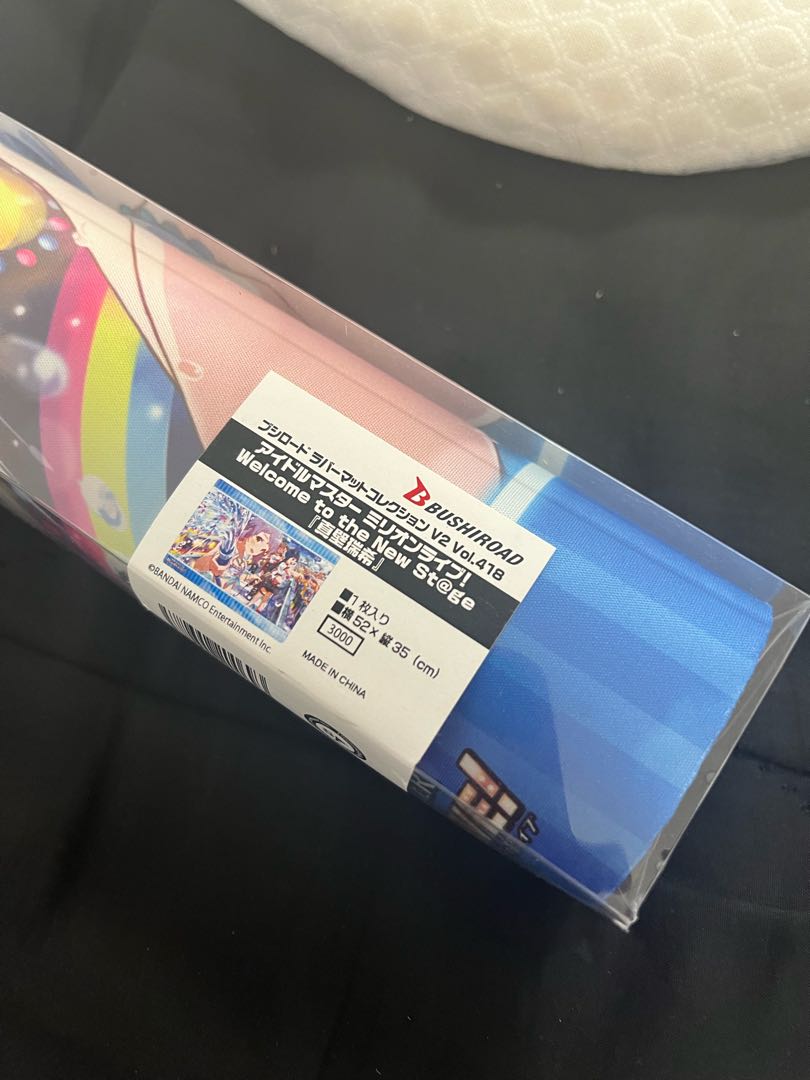 BUSHIROAD
ブシロード ラバーマットコレクション V2 Vol.418
アイドルマスター ミリオンライブ!
Welcome to the New St@ge
『真壁瑞希』
©BANDAI NAMCO Entertainment Inc.
■1枚入り
■横52×縦35 (cm)
3000
MADE IN CHINA